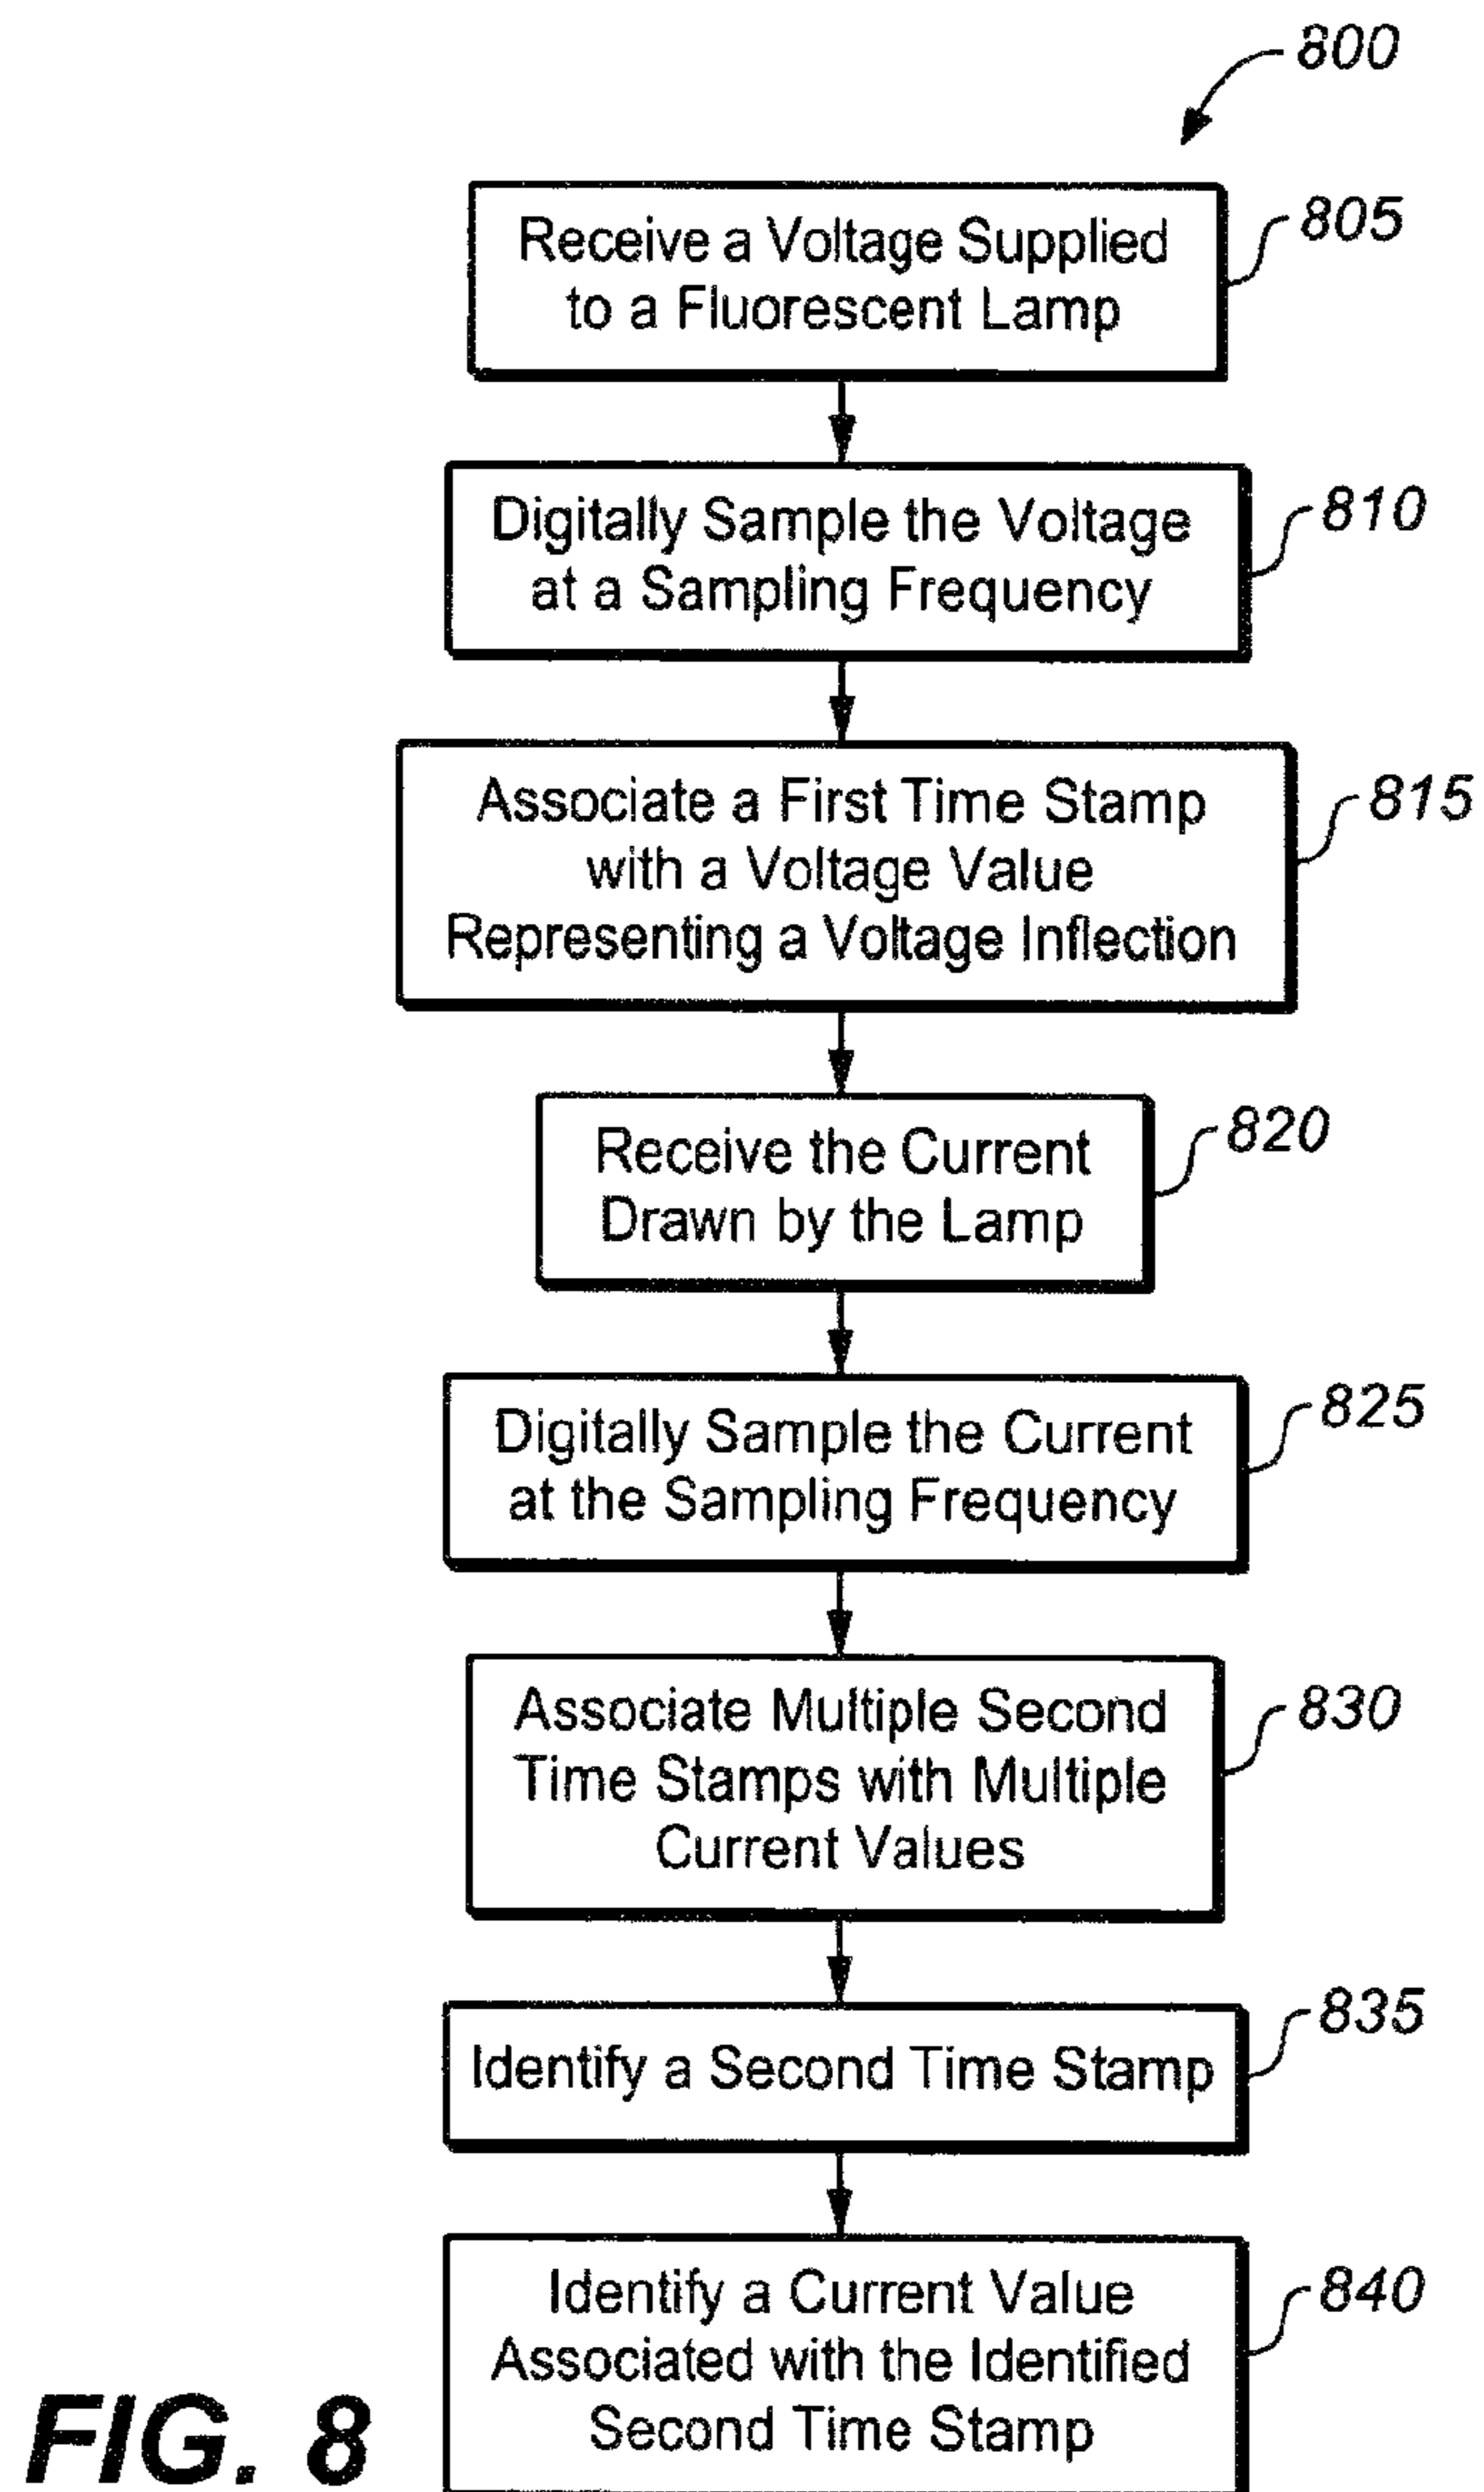 800
Receive a Voltage Supplied
to a Fluorescent Lamp
805
Digitally Sample the Voltage
at a Sampling Frequency
810
Associate a First Time Stamp
with a Voltage Value
Representing a Voltage Inflection
815
Receive the Current
Drawn by the Lamp
820
Digitally Sample the Current
at the Sampling Frequency
825
Associate Multiple Second
Time Stamps with Multiple
Current Values
830
Identify a Second Time Stamp
835
Identify a Current Value
Associated with the Identified
Second Time Stamp
840
FIG. 8